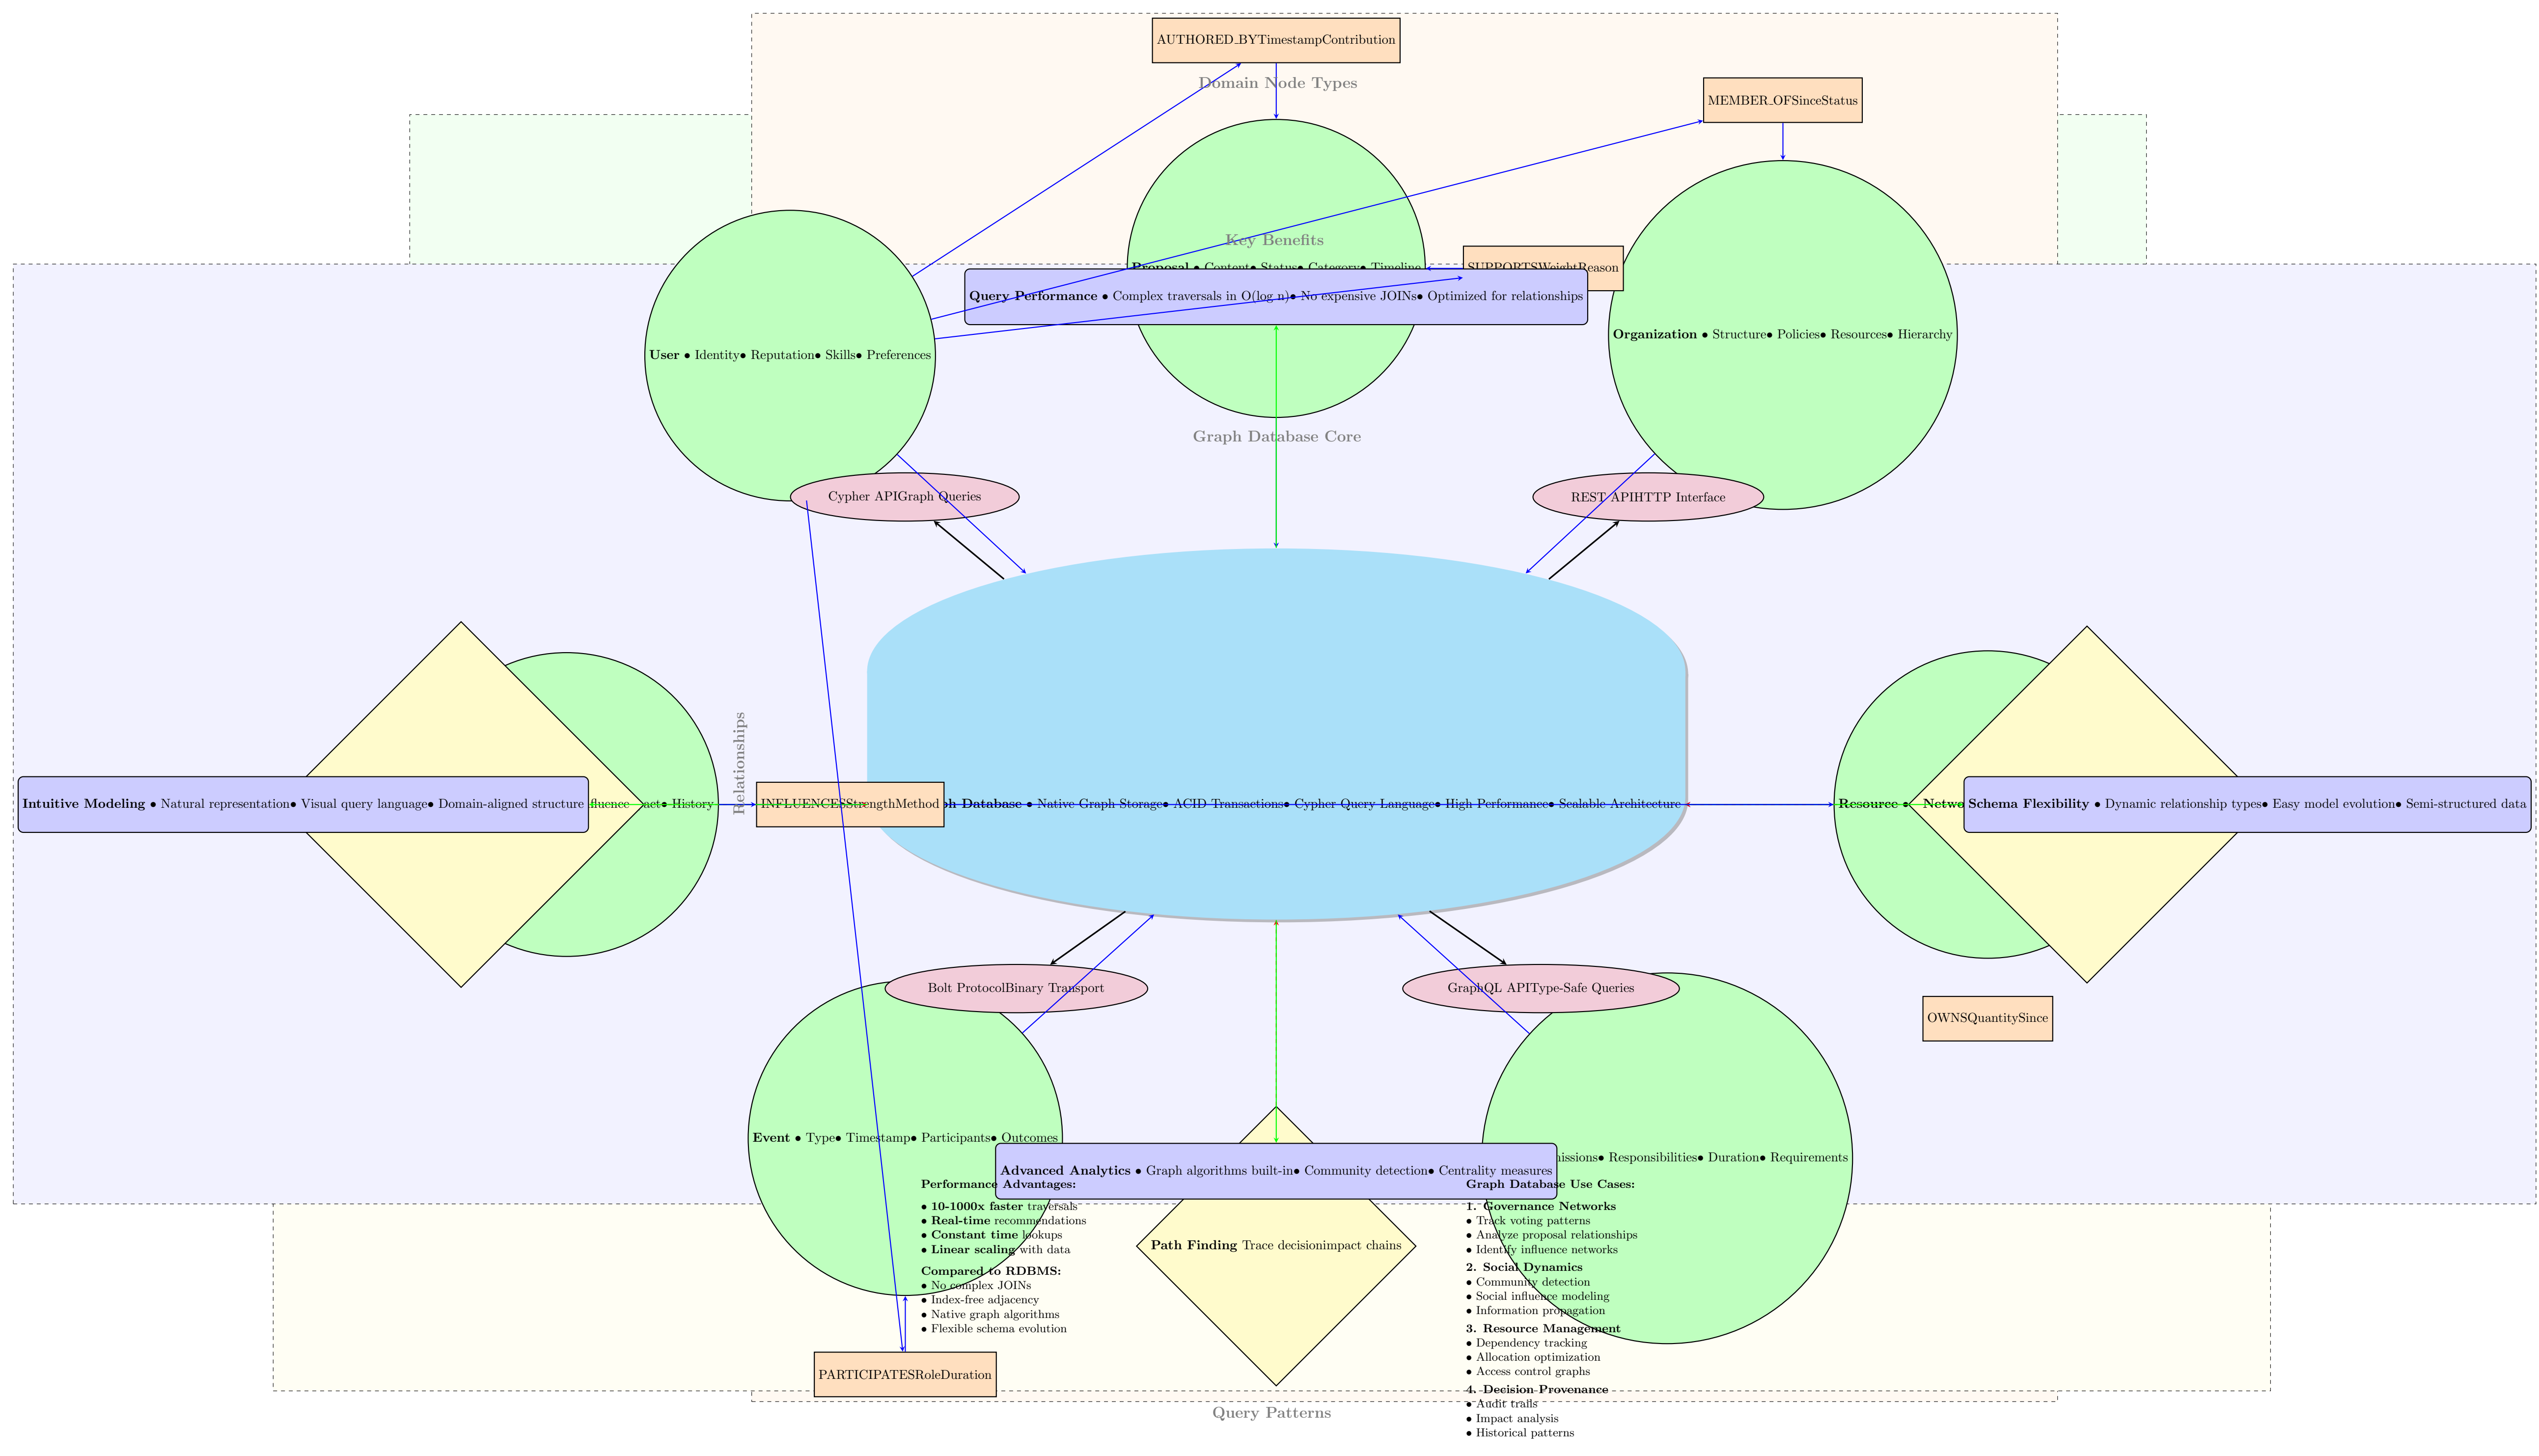 AUTHORED_BYTimestampContribution
Domain Node Types
MEMBER_OFSinceStatus
Key Benefits
Proposal • Content• Status• Category• Timeline
SUPPORTSWeightReason
Query Performance • Complex traversals in O(log n)• No expensive JOINs• Optimized for relationships
Organization • Structure• Policies• Resources• Hierarchy
User • Identity• Reputation• Skills• Preferences
Graph Database Core
Cypher APIGraph Queries
REST APIHTTP Interface
Relationships
Intuitive Modeling • Natural representation• Visual query language• Domain-aligned structure
• History
INFLUENCESStrengthMethod
Database • Native Graph Storage• ACID Transactions• Cypher Query Language• High Performance• Scalable Architecture
Resource •
Schema Flexibility • Dynamic relationship types• Easy model evolution• Semi-structured data
Bolt ProtocolBinary Transport
GraphQL APIType-Safe Queries
OWNSQuantitySince
Event • Type• Timestamp• Participants• Outcomes
• Responsibilities• Duration• Requirements
Advanced Analytics • Graph algorithms built-in• Community detection• Centrality measures
Performance Advantages:
• 10-1000x faster traversals
• Real-time recommendations
• Constant time lookups
• Linear scaling with data
Compared to RDBMS:
• No complex JOINs
• Index-free adjacency
• Native graph algorithms
• Flexible schema evolution
Path Finding Trace decisionimpact chains
Graph Database Use Cases:
1. Governance Networks
• Track voting patterns
• Analyze proposal relationships
• Identify influence networks
2. Social Dynamics
• Community detection
• Social influence modeling
• Information propagation
3. Resource Management
• Dependency tracking
• Allocation optimization
• Access control graphs
4. Decision Provenance
• Audit trails
• Impact analysis
• Historical patterns
PARTICIPATESRoleDuration
Query Patterns